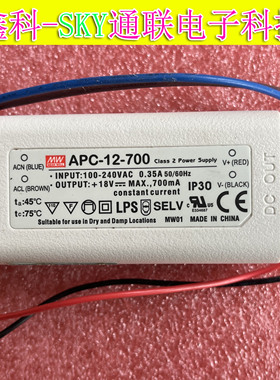 鑫科-SKY通联电子科技
MW
MEAN WELL
APC-12-700 Class 2 Power Supply
ACN (BLUE)
V+(RED)
INPUT:100-240VAC 0.35A 50/60Hz
OUTPUT:+18V MAX.,700mA
ACL (BROWN)
constant current
IP30
V-(BLACK)
LPS
SELV
ta:45°C
tc:75°C
Suitable for use in Dry and Damp Locations
MW01
MADE IN CHINA
DC OUT